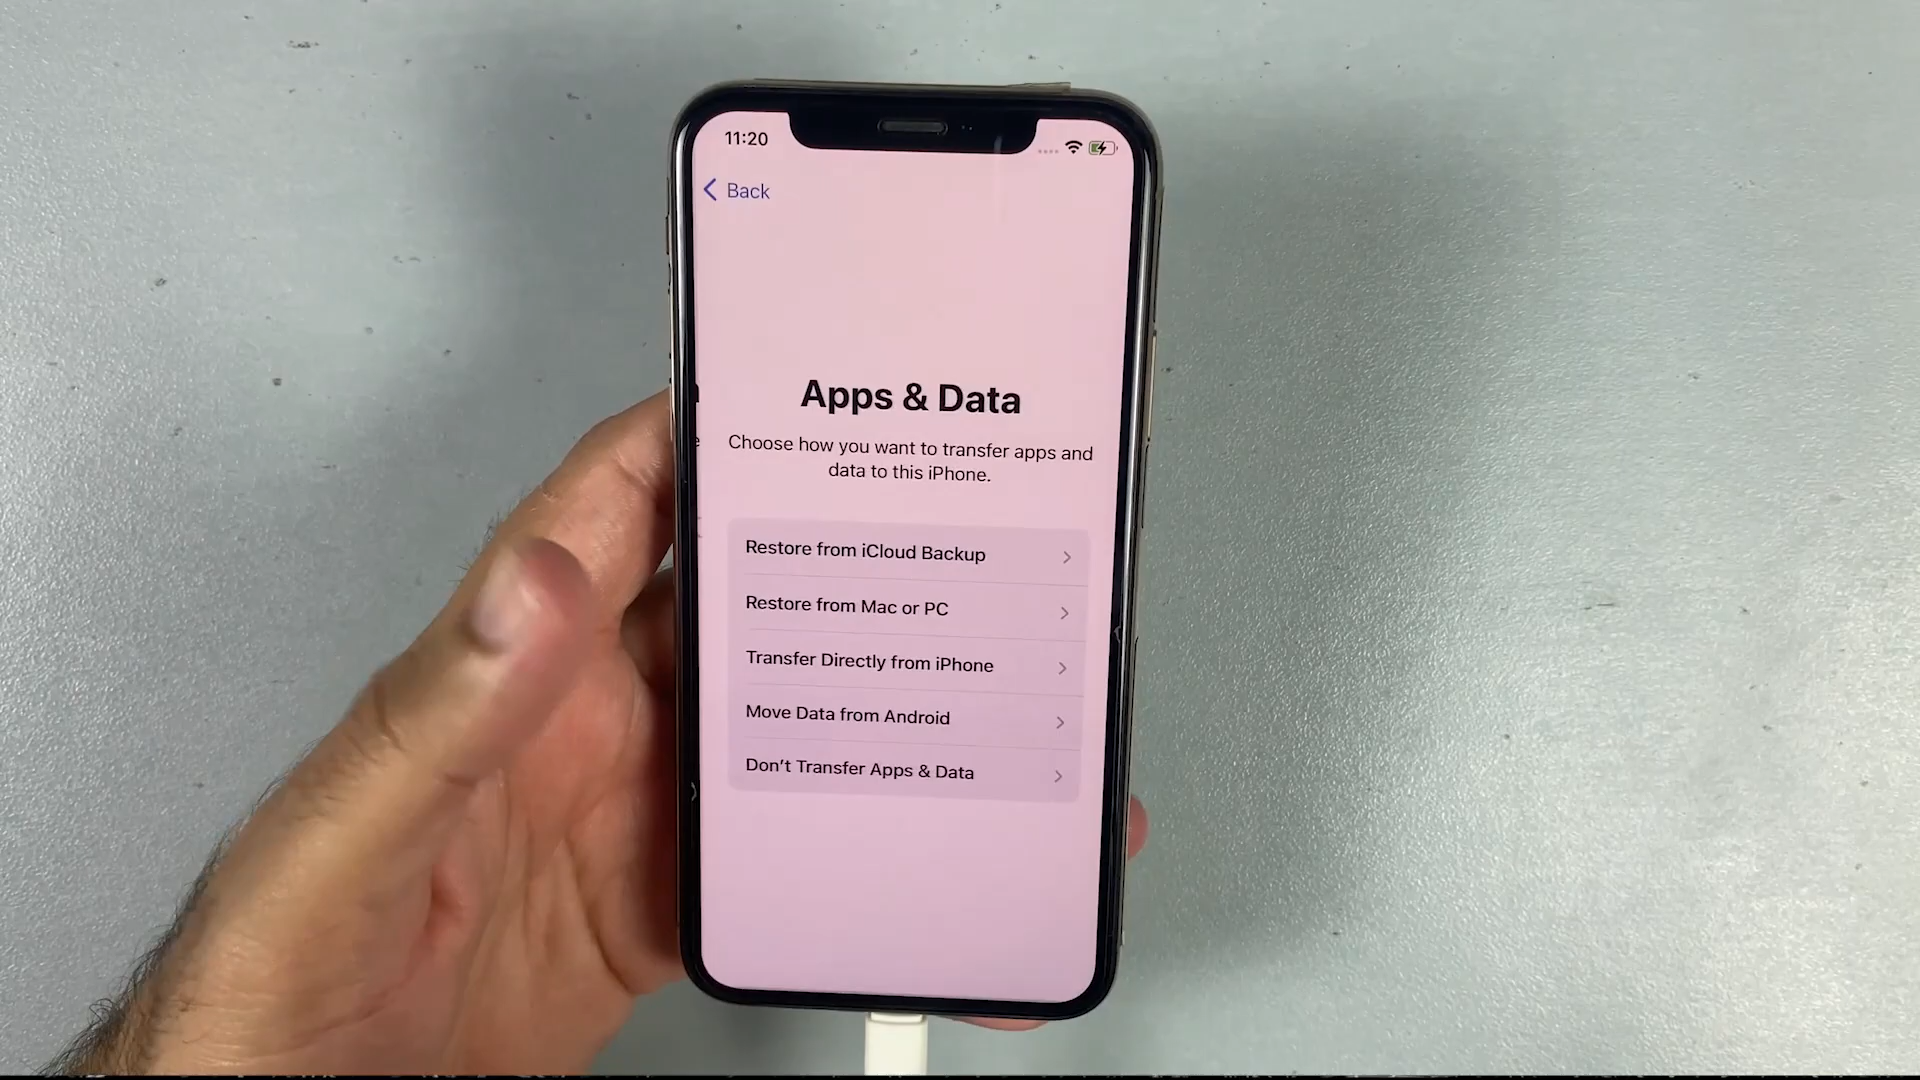 11:20
Back
Apps & Data
Choose how you want to transfer apps and
data to this iPhone.
Restore from iCloud Backup
Restore from Mac or PC
Transfer Directly from iPhone
Move Data from Android
Don't Transfer Apps & Data